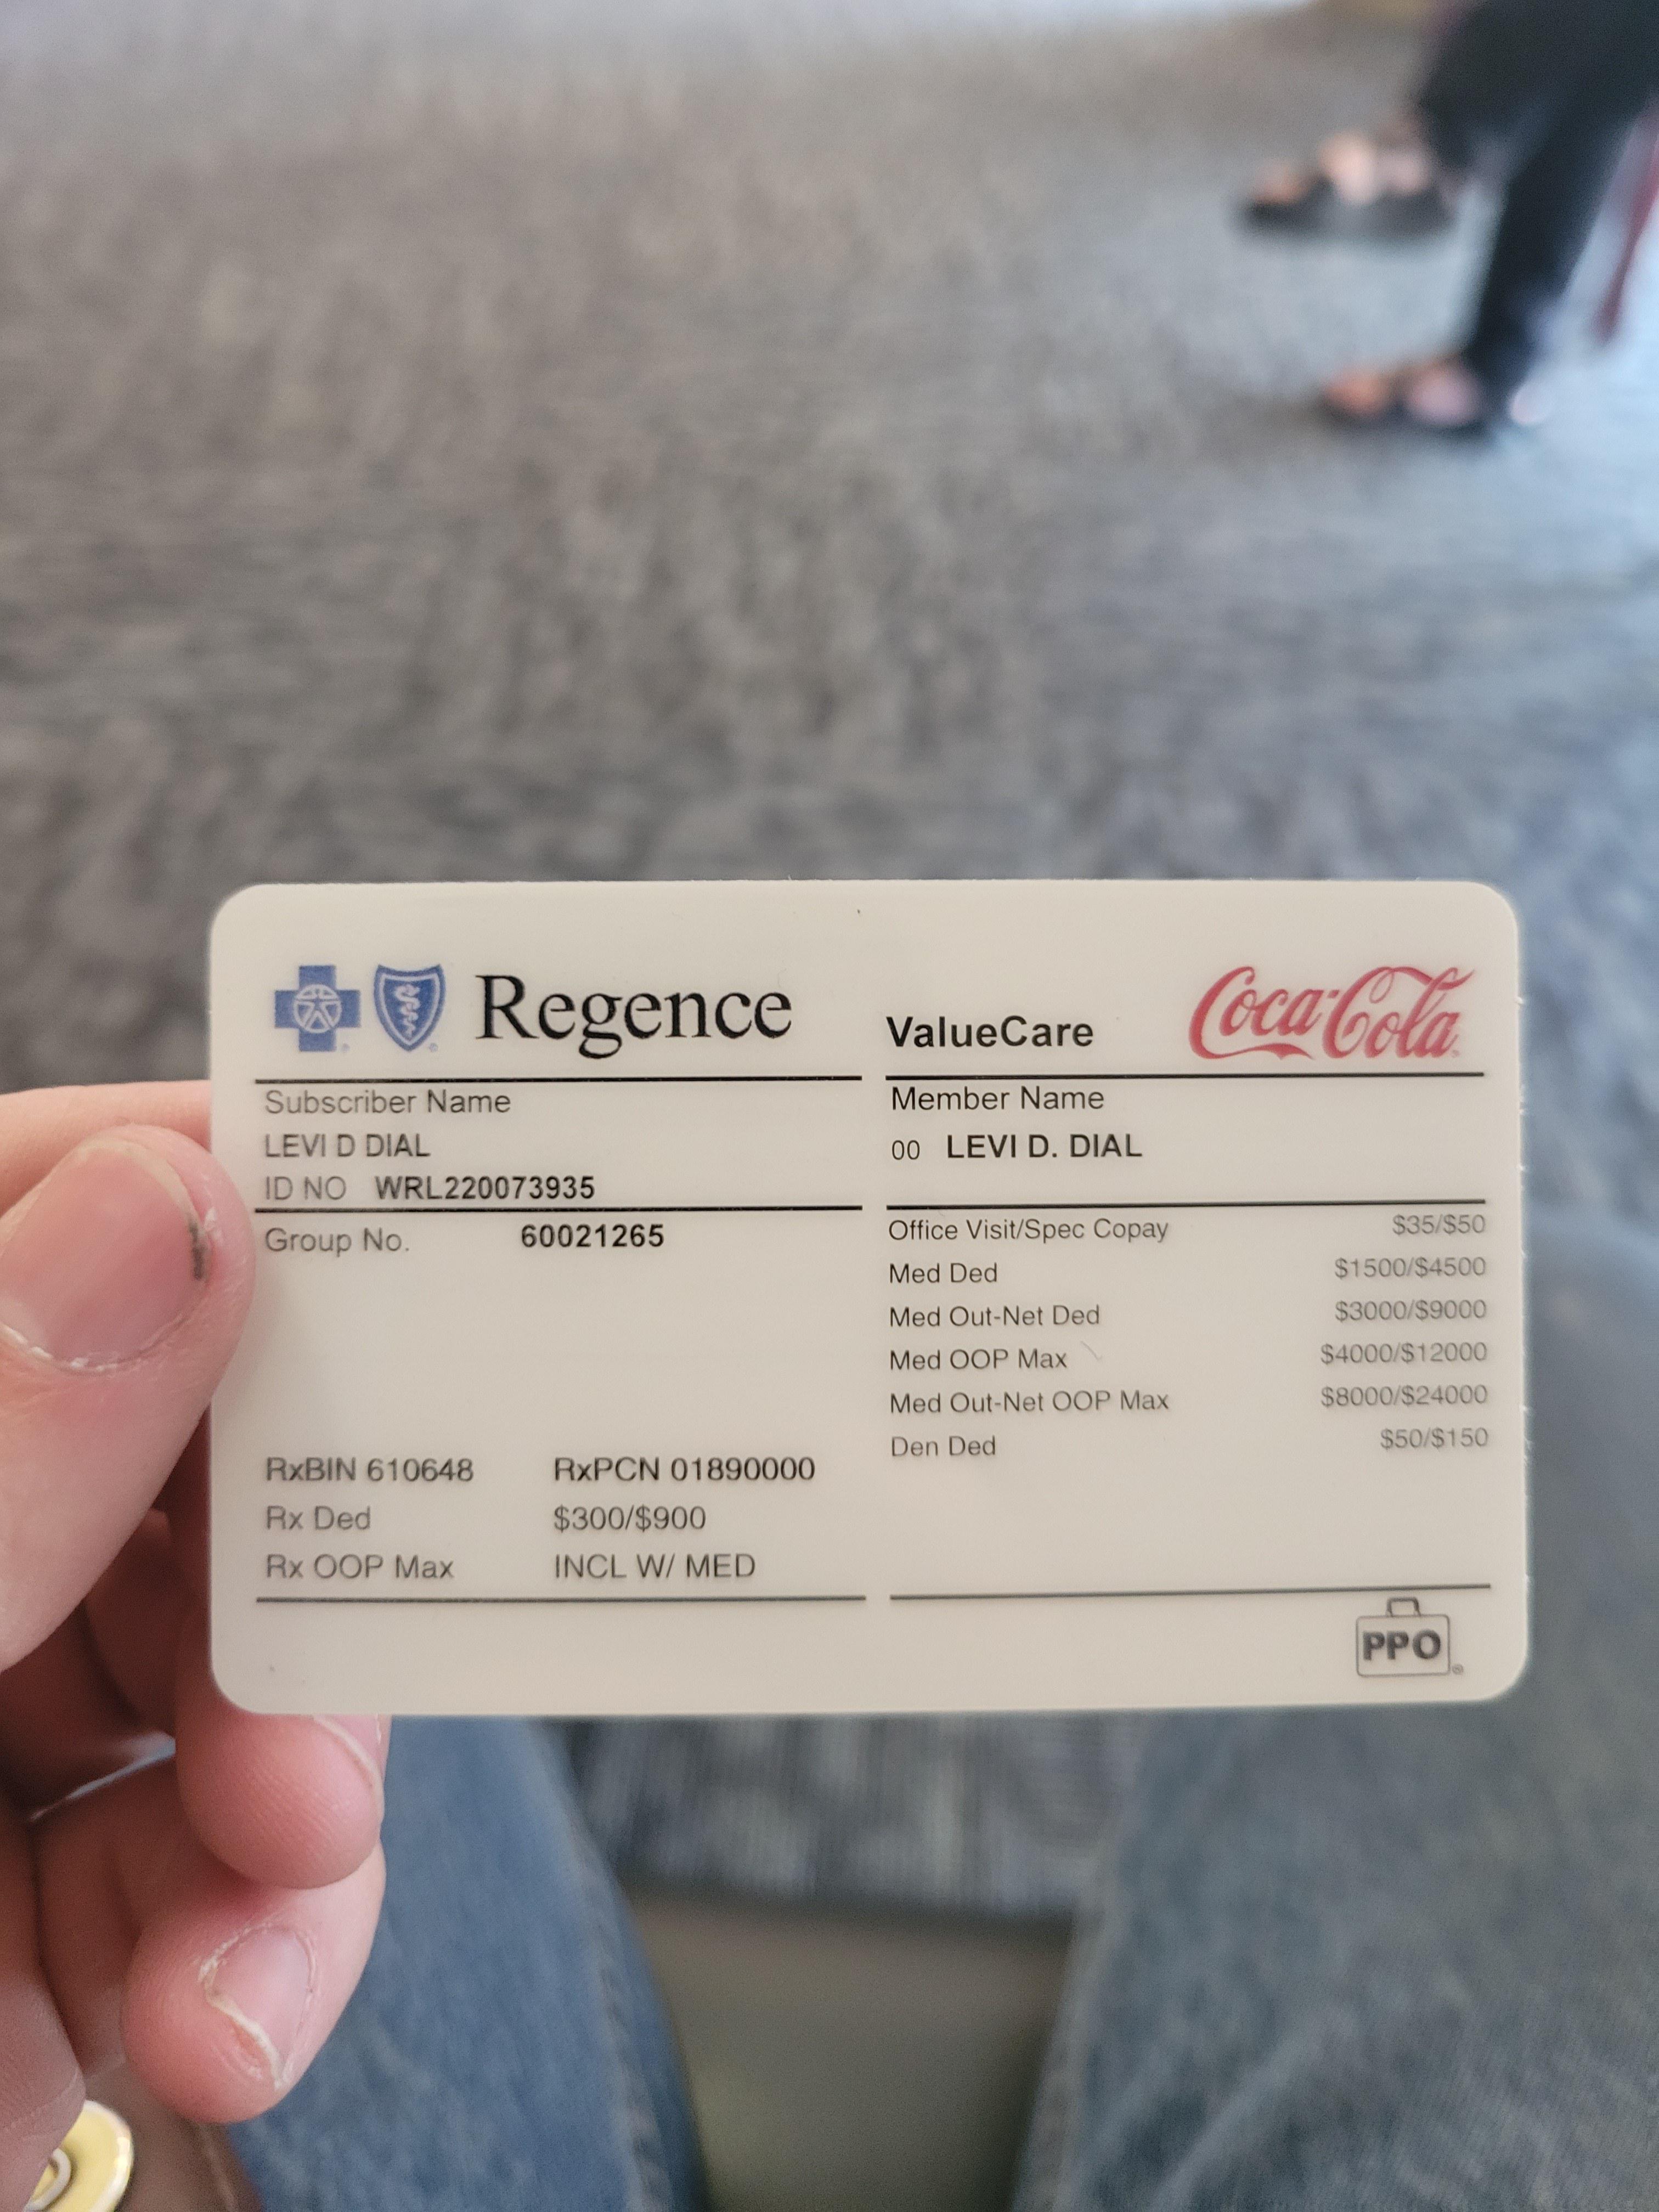 Regence
Subscriber Name
LEVI D DIAL
ID NO WRL220073935
Group No. 60021265
RxBIN 610648 RxPCN 01890000
Rx Ded $300/$900
Rx OOP Max INCL W/ MED
ValueCare Coca-Cola
Member Name
00 LEVI D. DIAL
Office Visit/Spec Copay $35/$50
Med Ded $1500/$4500
Med Out-Net Ded $3000/$9000
Med OOP Max $4000/$12000
Med Out-Net OOP Max $8000/$24000
Den Ded $50/$150
PPO